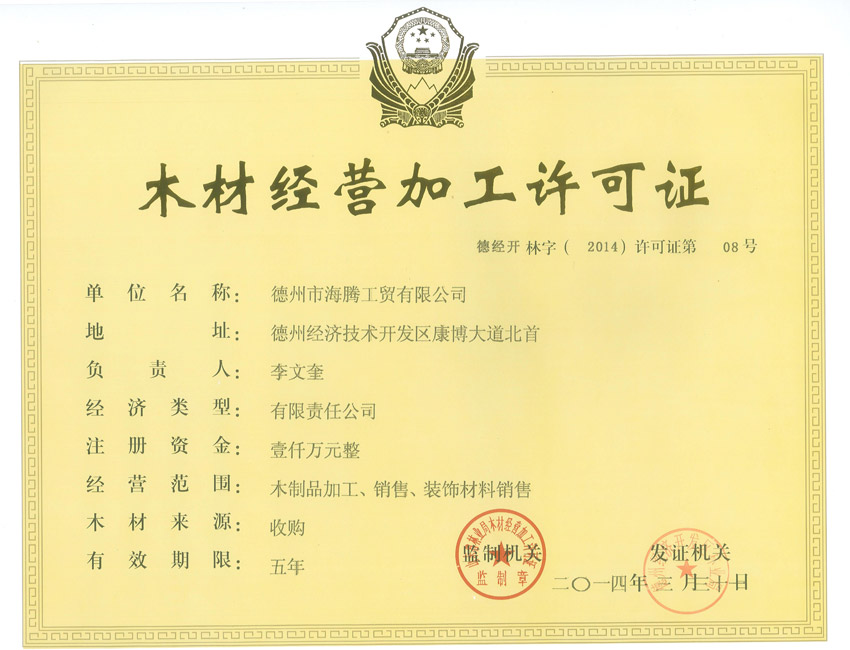 木材经营加工许可证
德经开 林字（ 2014）许可证第 08 号
单位名称： 德州市海腾工贸有限公司
地址： 德州经济技术开发区康博大道北首
负责人： 李文奎
经济类型： 有限责任公司
注册资金： 壹仟万元整
经营范围： 木制品加工、销售、装饰材料销售
木材来源： 收购
有效期限： 五年
监制机关 发证机关
监制章
二〇一四年三月三十日